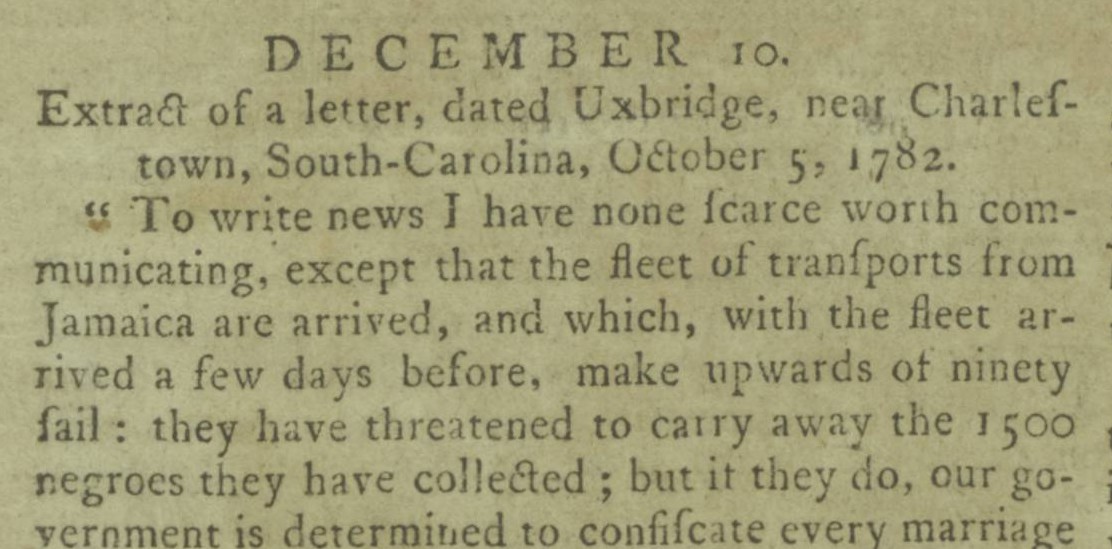 DECEMBER 10.
Extract of a letter, dated Uxbridge, near Charleſ-
town, South-Carolina, October 5, 1782.
“ To write news I have none ſcarce worth com-
municating, except that the fleet of tranſports from
Jamaica are arrived, and which, with the fleet ar-
rived a few days before, make upwards of ninety
ſail : they have threatened to carry away the 1500
negroes they have collected ; but if they do, our go-
vernment is determined to confiſcate every marriage